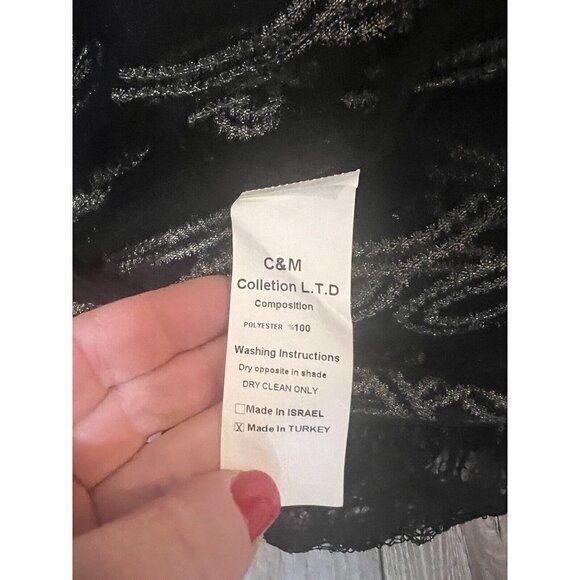 C&M
Colletion L.T.D
Composition
POLYESTER %100
Washing Instructions
Dry opposite in shade
DRY CLEAN ONLY
Made in ISRAEL
X Made in TURKEY